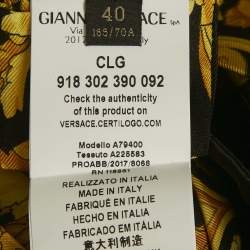 GIANNI VERSACE SpA
40
165/70A
CLG
918 302 390 092
Check the authenticity
of this product on
VERSACE.CERTILOGO.COM
Modello A79400
Tessuto A225583
PROABB/2017/8068
REALIZZATO IN ITALIA
MADE IN ITALY
FABRIQUÉ EN ITALIE
HECHO EN ITALIA
FABRICADO EM ITÁLIA
意大利制造